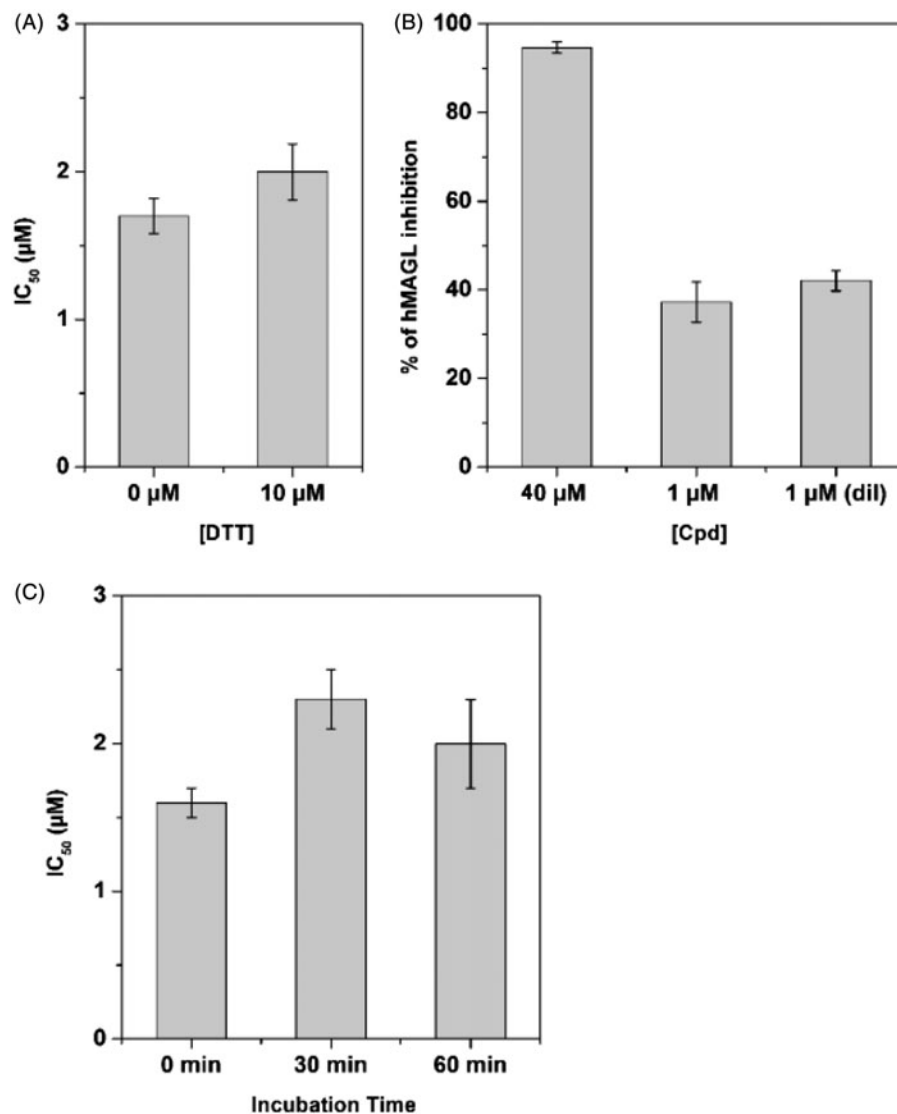 (A)
3
2
1
0
IC50 (µM)
0 µM 10 µM
[DTT]
(B)
100
80
60
40
20
0
% of hMAGL inhibition
40 µM 1 µM 1 µM (dil)
[Cpd]
(C)
3
2
1
0
IC50 (µM)
0 min 30 min 60 min
Incubation Time